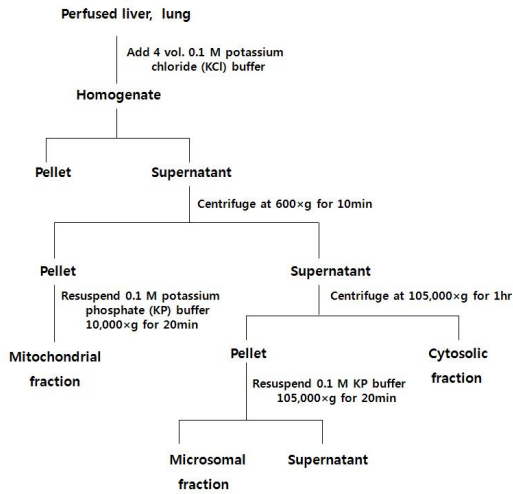 Perfused liver, lung
Add 4 vol. 0.1 M potassium
chloride (KCl) buffer
Homogenate
Pellet
Supernatant
Centrifuge at 600×g for 10min
Pellet
Supernatant
Resuspend 0.1 M potassium
phosphate (KP) buffer
10,000×g for 20min
Centrifuge at 105,000×g for 1hr
Mitochondrial
fraction
Pellet
Cytosolic
fraction
Resuspend 0.1 M KP buffer
105,000×g for 20min
Microsomal
fraction
Supernatant